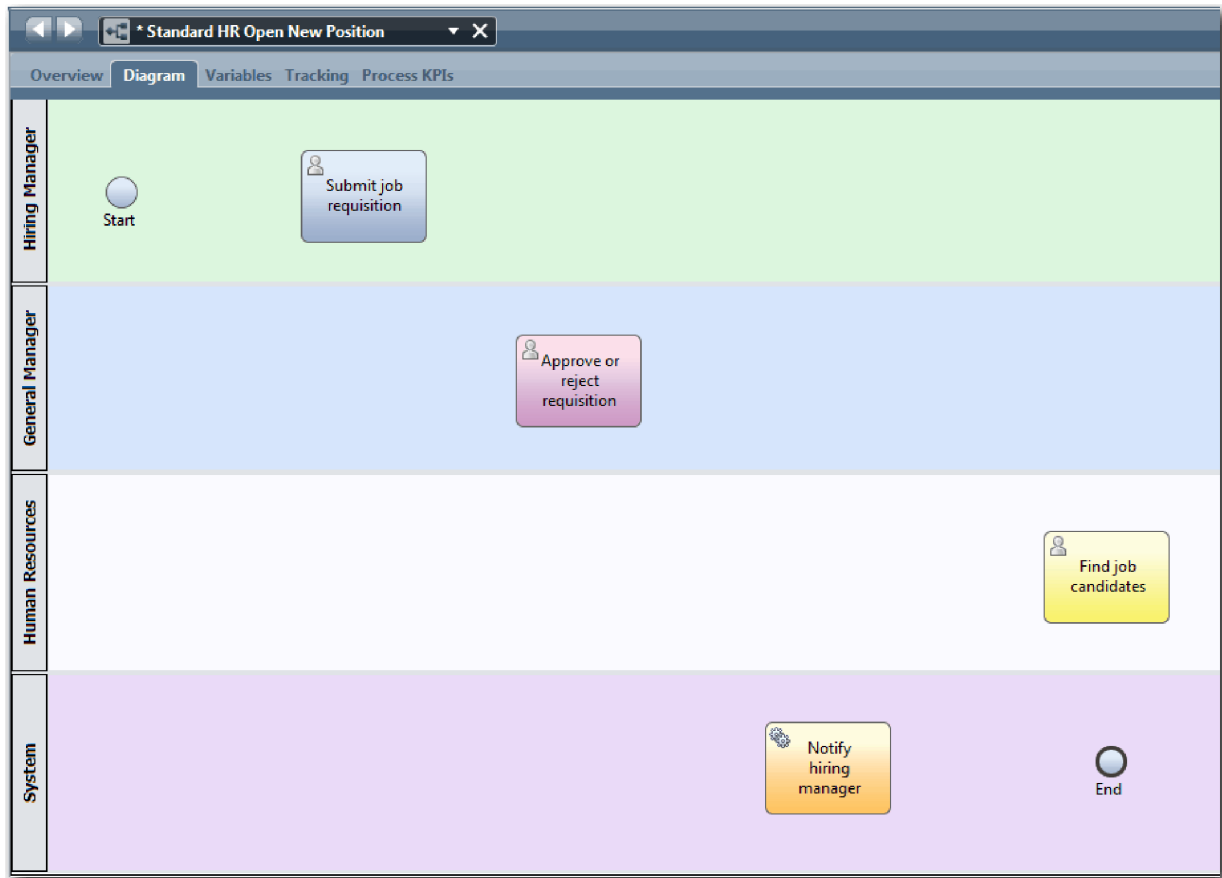 * Standard HR Open New Position
Overview Diagram Variables Tracking Process KPIs
Hiring Manager
Start
Submit job
requisition
General Manager
Approve or
reject
requisition
Human Resources
Find job
candidates
System
Notify
hiring
manager
End